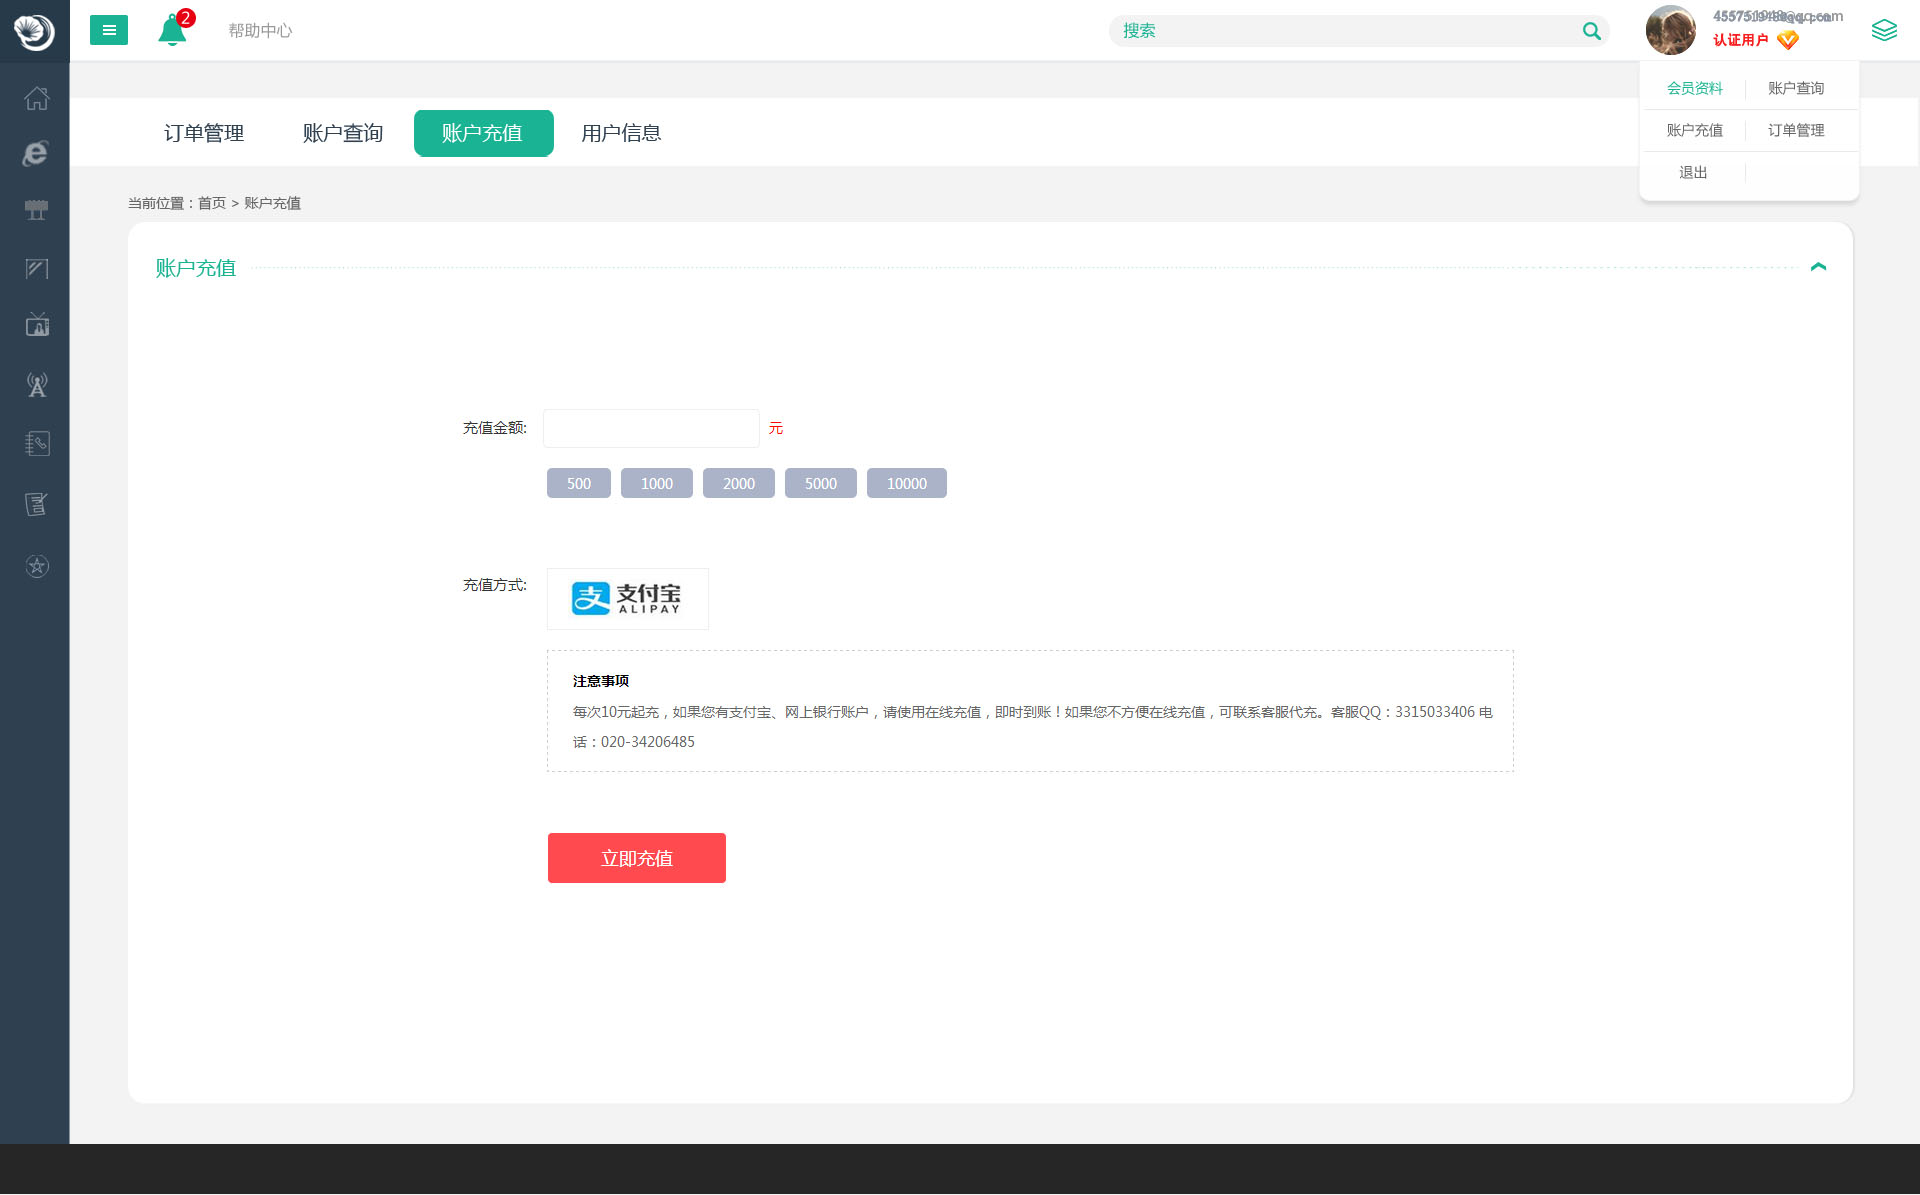 2
帮助中心
搜索
认证用户
会员资料
账户查询
账户充值
订单管理
退出
订单管理
账户查询
账户充值
用户信息
当前位置：首页 > 账户充值
账户充值
充值金额:
元
500
1000
2000
5000
10000
充值方式:
支 支付宝
ALIPAY
注意事项
每次10元起充，如果您有支付宝、网上银行账户，请使用在线充值，即时到账！如果您不方便在线充值，可联系客服代充。客服QQ：3315033406 电
话：020-34206485
立即充值